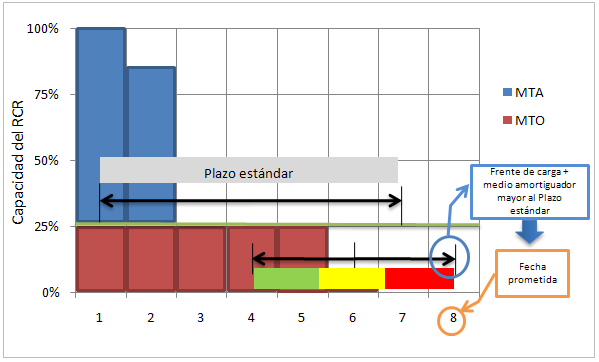 100%
75%
50%
25%
0%
Capacidad del RCR
Plazo estándar
1 2 3 4 5 6 7 8
MTA
MTO
Frente de carga +
medio amortiguador
mayor al Plazo
estándar
Fecha
prometida